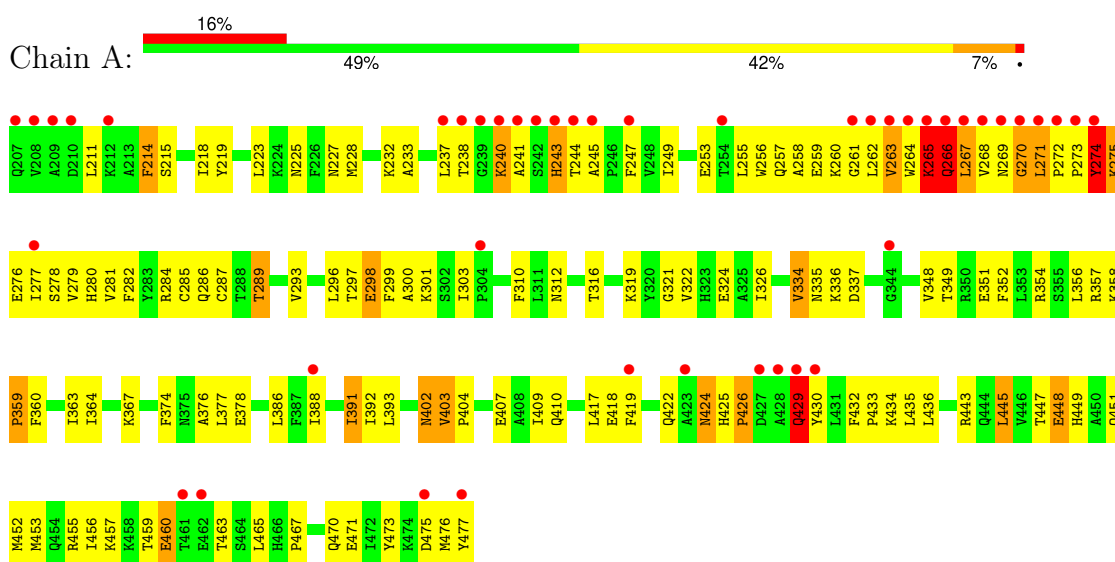 16%
Chain A:
49% 42% 7% •
Q207 V208 A209 D210 L211 K212 A213 F214 S215 I218 Y219 L223 K224 N225 F226 N227 M228 K232 A233 L237 T238 G239 K240 A241 S242 H243 T244 A245 P246 F247 V248 I249 E253 T254 L255 W256 Q257 A258 E259 K260 G261 L262 V263 W264 K265 Q266 L267 V268 N269 G270 L271 P272 P273 Y274 K275
E276 I277 S278 V279 H280 V281 F282 Y283 R284 C285 Q286 C287 T288 T289 V293 L296 T297 E298 F299 A300 K301 S302 I303 P304 F310 L311 N312 T316 K319 Y320 G321 V322 H323 E324 A325 I326 V334 N335 K336 D337 G344 V348 T349 R350 E351 F352 L353 R354 S355 L356 R357 K358
P359 F360 I363 I364 K367 F374 N375 A376 L377 E378 L386 F387 I388 I391 I392 L393 N402 V403 P404 E407 A408 I409 Q410 L417 E418 F419 Q422 A423 N424 H425 P426 D427 A428 Q429 Y430 L431 F432 P433 K434 L435 L436 R443 Q444 L445 V446 T447 E448 H449 A450 Q451
M452 M453 Q454 R455 I456 K457 K458 T459 E460 T461 E462 T463 S464 L465 H466 P467 Q470 E471 I472 Y473 K474 D475 M476 Y477